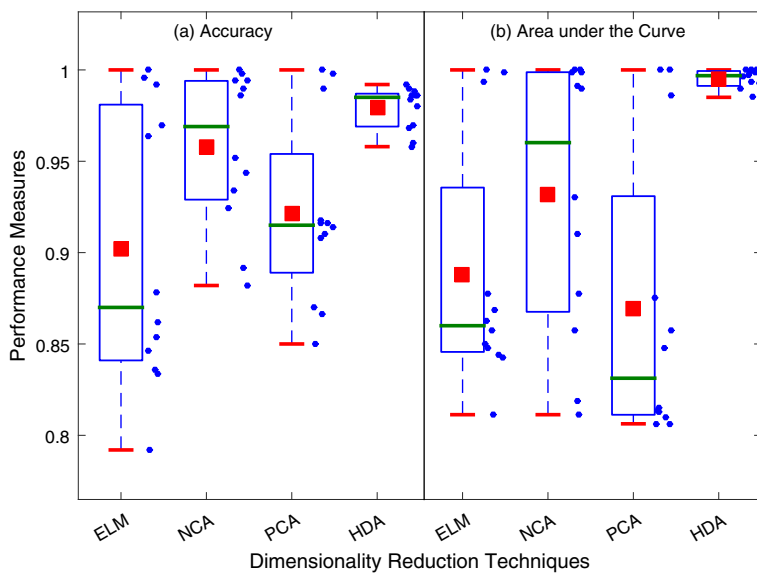 (a) Accuracy
(b) Area under the Curve
Performance Measures
1
0.95
0.9
0.85
0.8
ELM
NCA
PCA
HDA
ELM
NCA
PCA
HDA
Dimensionality Reduction Techniques